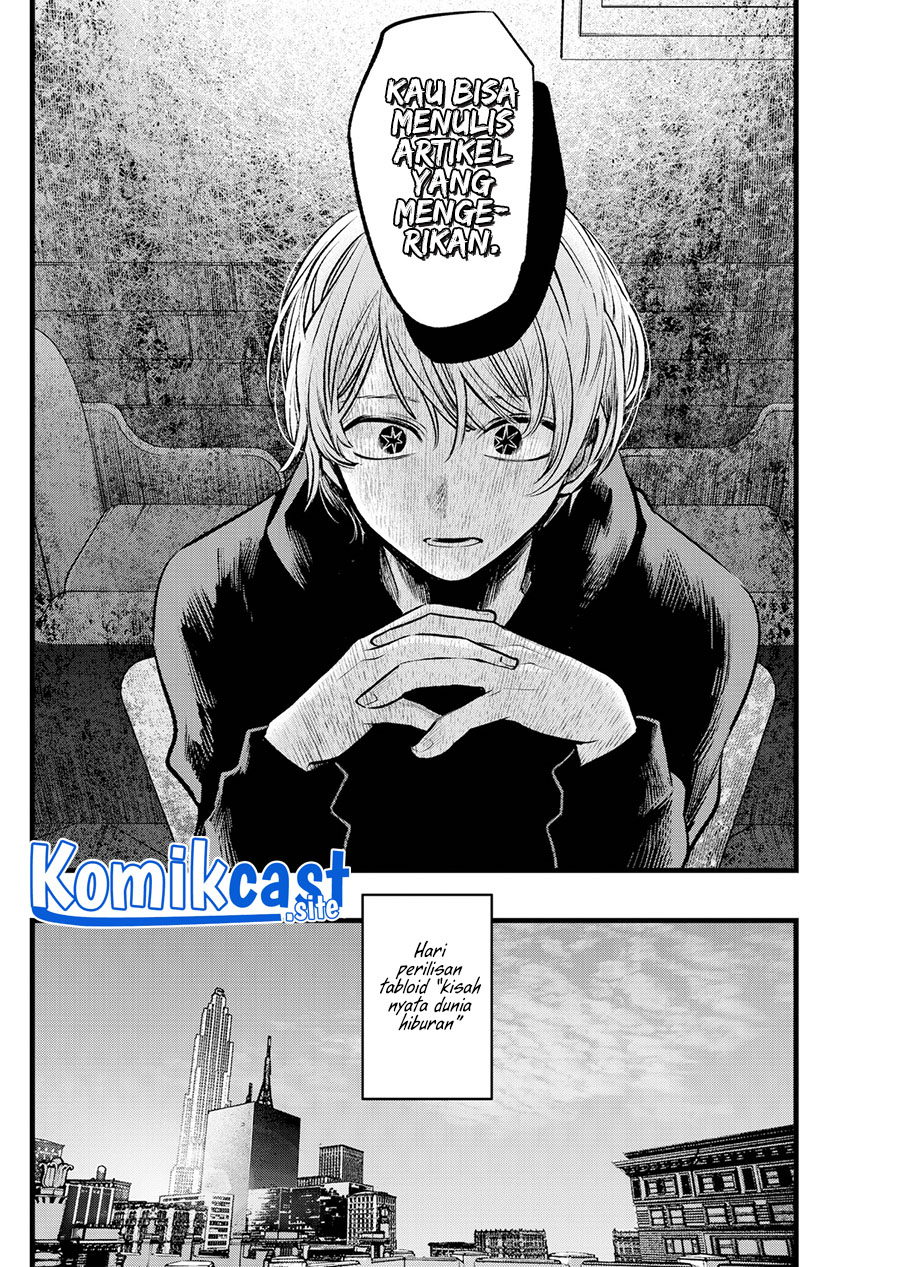 KAU BISA
MENULIS
ARTIKEL
YANG
MENGE-
RIKAN.
Komikcast
.site
Hari
perilisan
tabloid "kisah
nyata dunia
hiburan"